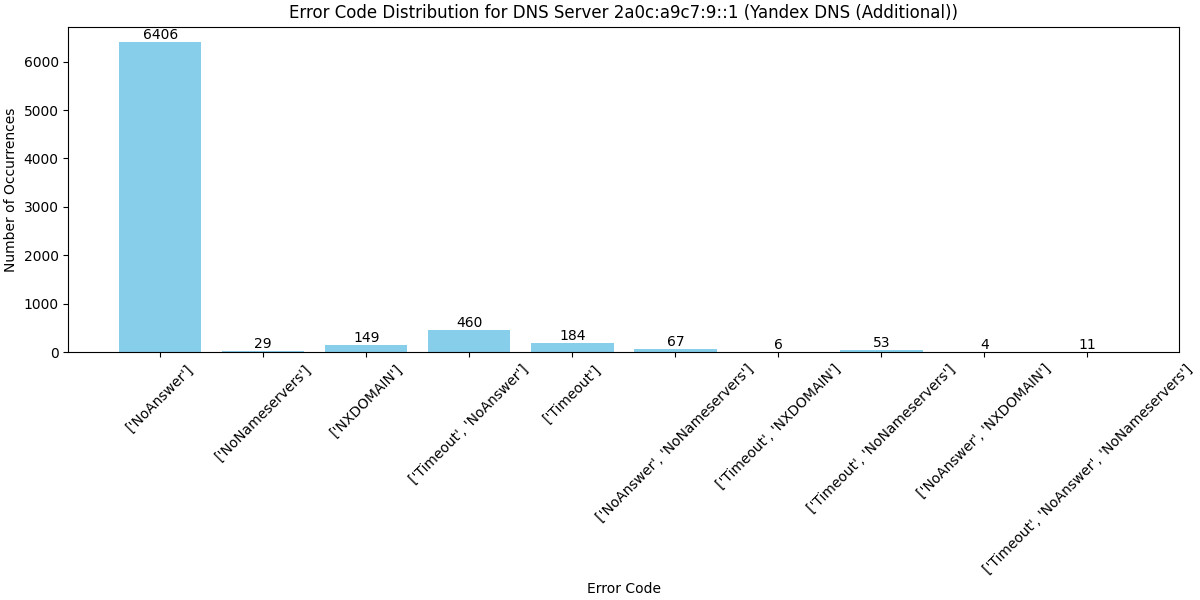 Error Code Distribution for DNS Server 2a0c:a9c7:9::1 (Yandex DNS (Additional))
Number of Occurrences
6000
5000
4000
3000
2000
1000
0
6406
29
149
460
184
67
6
53
4
11
['NoAnswer']
['NoNameservers']
['NXDOMAIN']
['Timeout', 'NoAnswer']
['Timeout']
['NoAnswer', 'NoNameservers']
['Timeout', 'NXDOMAIN']
['Timeout', 'NoNameservers']
['NoAnswer', 'NXDOMAIN']
['Timeout', 'NoAnswer', 'NoNameservers']
Error Code